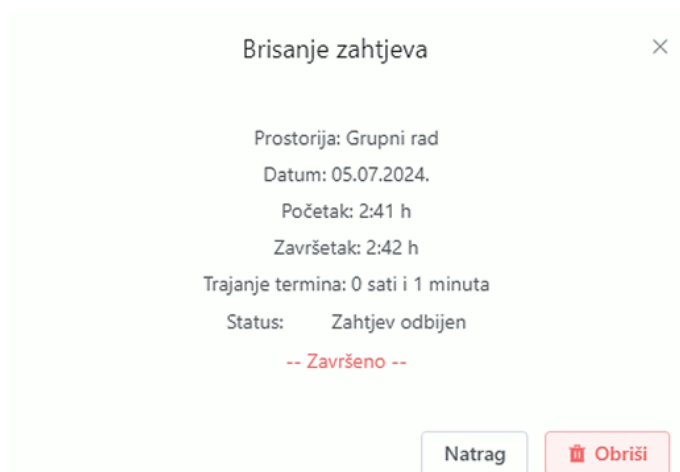 Brisanje zahtjeva
Prostorija: Grupni rad
Datum: 05.07.2024.
Početak: 2:41 h
Završetak: 2:42 h
Trajanje termina: 0 sati i 1 minuta
Status: Zahtjev odbijen
-- Završeno --
Natrag Obriši